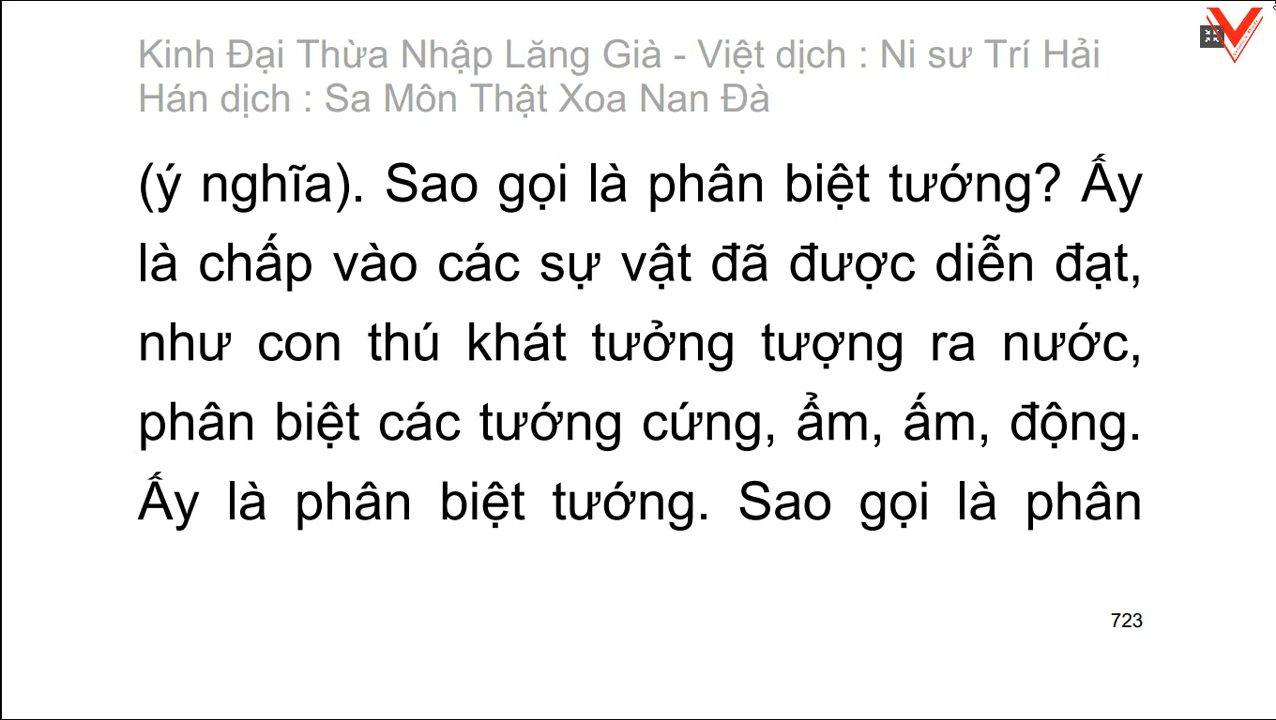 Kinh Đại Thừa Nhập Lăng Già - Việt dịch : Ni sư Trí Hải
Hán dịch : Sa Môn Thật Xoa Nan Đà
(ý nghĩa). Sao gọi là phân biệt tướng? Ấy
là chấp vào các sự vật đã được diễn đạt,
như con thú khát tưởng tượng ra nước,
phân biệt các tướng cứng, ẩm, ấm, động.
Ấy là phân biệt tướng. Sao gọi là phân
723